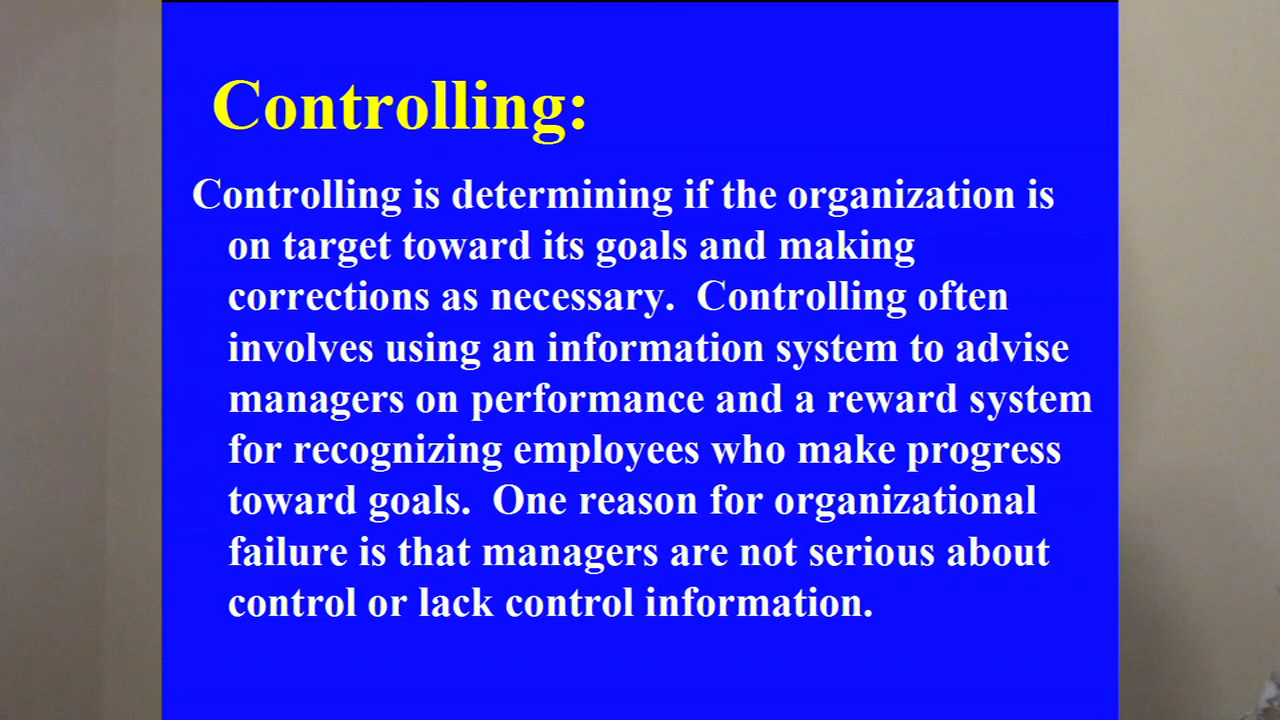 Controlling:
Controlling is determining if the organization is
on target toward its goals and making
corrections as necessary.  Controlling often
involves using an information system to advise
managers on performance and a reward system
for recognizing employees who make progress
toward goals.  One reason for organizational
failure is that managers are not serious about
control or lack control information.